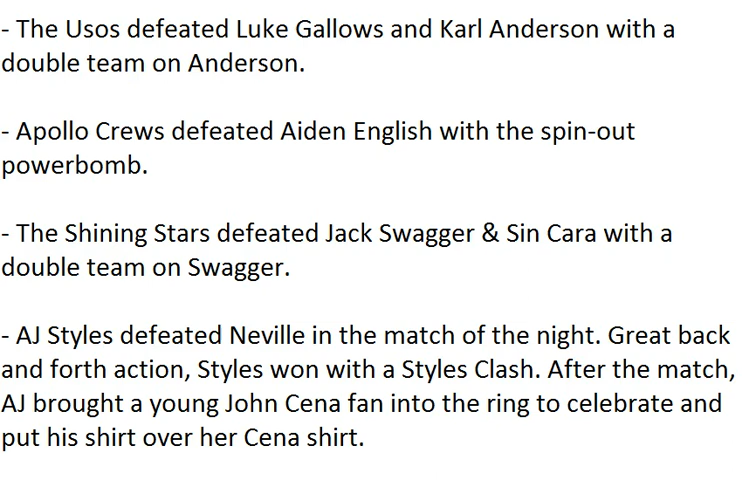 - The Usos defeated Luke Gallows and Karl Anderson with a
double team on Anderson.
- Apollo Crews defeated Aiden English with the spin-out
powerbomb.
- The Shining Stars defeated Jack Swagger & Sin Cara with a
double team on Swagger.
- AJ Styles defeated Neville in the match of the night. Great back
and forth action, Styles won with a Styles Clash. After the match,
AJ brought a young John Cena fan into the ring to celebrate and
put his shirt over her Cena shirt.